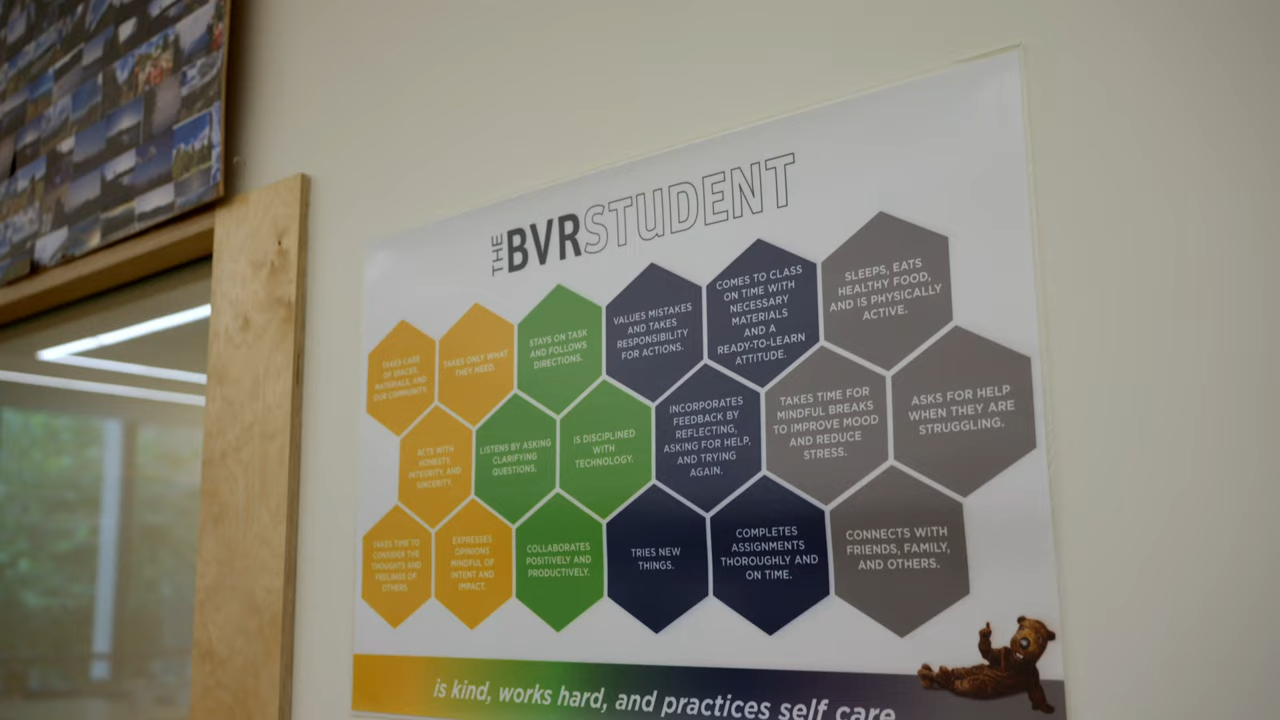 THE BVRSTUDENT
TAKES CARE
OF SPACES,
MATERIALS, AND
OUR COMMUNITY.
TAKES ONLY WHAT
THEY NEED.
STAYS ON TASK
AND FOLLOWS
DIRECTIONS.
VALUES MISTAKES
AND TAKES
RESPONSIBILITY
FOR ACTIONS.
COMES TO CLASS
ON TIME WITH
NECESSARY
MATERIALS
AND A
READY-TO-LEARN
ATTITUDE.
SLEEPS, EATS
HEALTHY FOOD,
AND IS PHYSICALLY
ACTIVE.
ACTS WITH
HONESTY,
INTEGRITY, AND
SINCERITY.
LISTENS BY ASKING
CLARIFYING
QUESTIONS.
IS DISCIPLINED
WITH
TECHNOLOGY.
INCORPORATES
FEEDBACK BY
REFLECTING,
ASKING FOR HELP,
AND TRYING
AGAIN.
TAKES TIME FOR
MINDFUL BREAKS
TO IMPROVE MOOD
AND REDUCE
STRESS.
ASKS FOR HELP
WHEN THEY ARE
STRUGGLING.
TAKES TIME TO
CONSIDER THE
THOUGHTS AND
FEELINGS OF
OTHERS.
EXPRESSES
OPINIONS
MINDFUL OF
INTENT AND
IMPACT.
COLLABORATES
POSITIVELY AND
PRODUCTIVELY.
TRIES NEW
THINGS.
COMPLETES
ASSIGNMENTS
THOROUGHLY AND
ON TIME.
CONNECTS WITH
FRIENDS, FAMILY,
AND OTHERS.
is kind, works hard, and practices self care